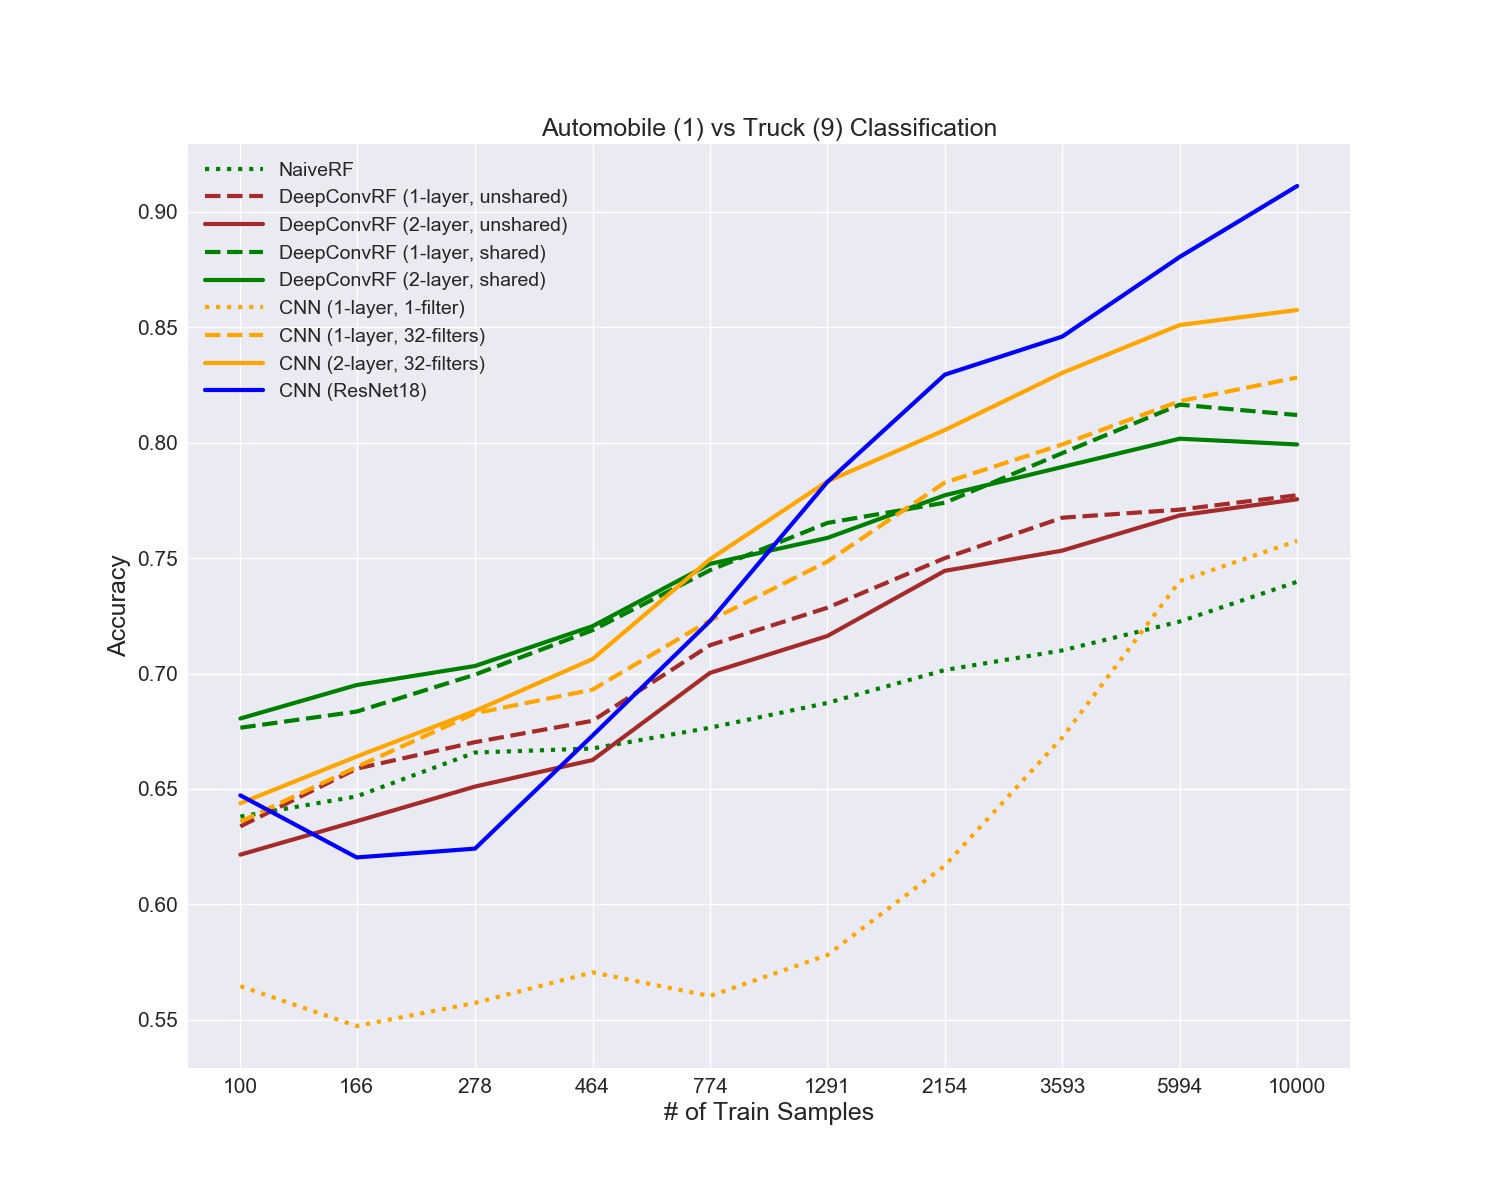 Automobile (1) vs Truck (9) Classification
NaiveRF
DeepConvRF (1-layer, unshared)
DeepConvRF (2-layer, unshared)
DeepConvRF (1-layer, shared)
DeepConvRF (2-layer, shared)
CNN (1-layer, 1-filter)
CNN (1-layer, 32-filters)
CNN (2-layer, 32-filters)
CNN (ResNet18)
0.90
0.85
0.80
0.75
0.70
0.65
0.60
0.55
Accuracy
100 166 278 464 774 1291 2154 3593 5994 10000
# of Train Samples